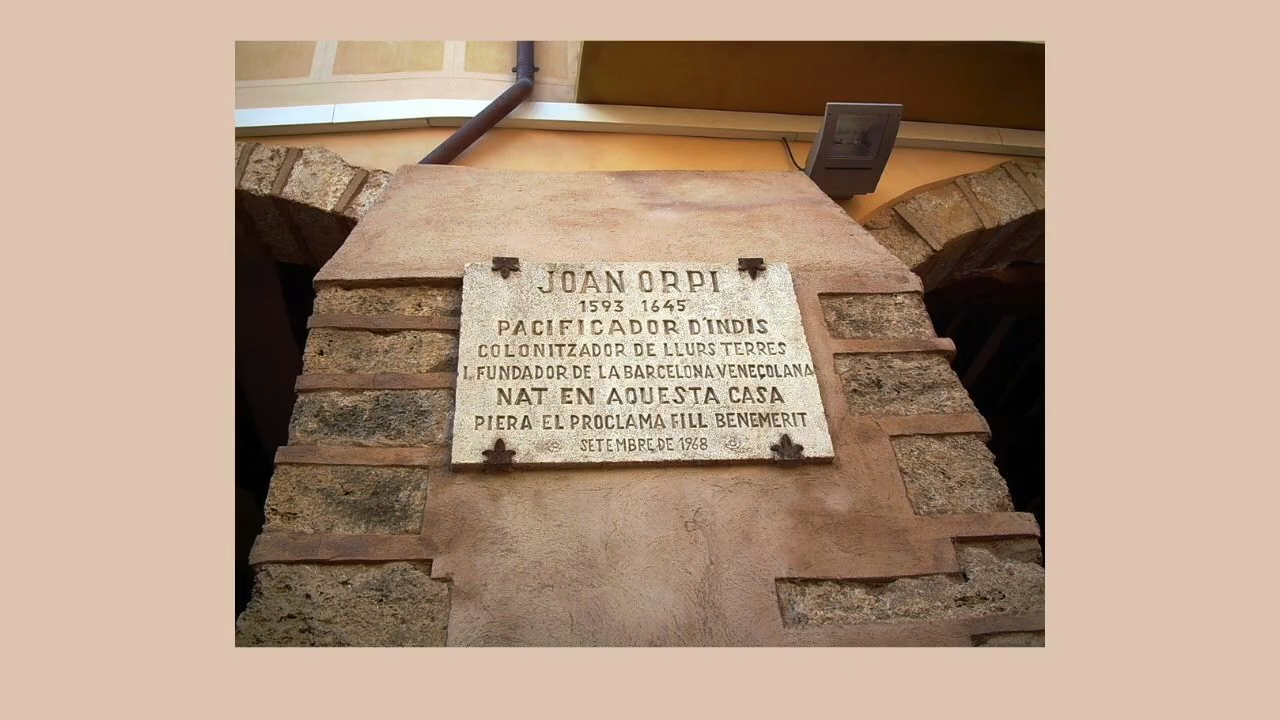 JOAN ORPI
1593 1645
PACIFICADOR D'INDIS
COLONITZADOR DE LLURS TERRES
I FUNDADOR DE LA BARCELONA VENEÇOLANA
NAT EN AQUESTA CASA
PIERA EL PROCLAMA FILL BENEMERIT
SETEMBRE DE 1968